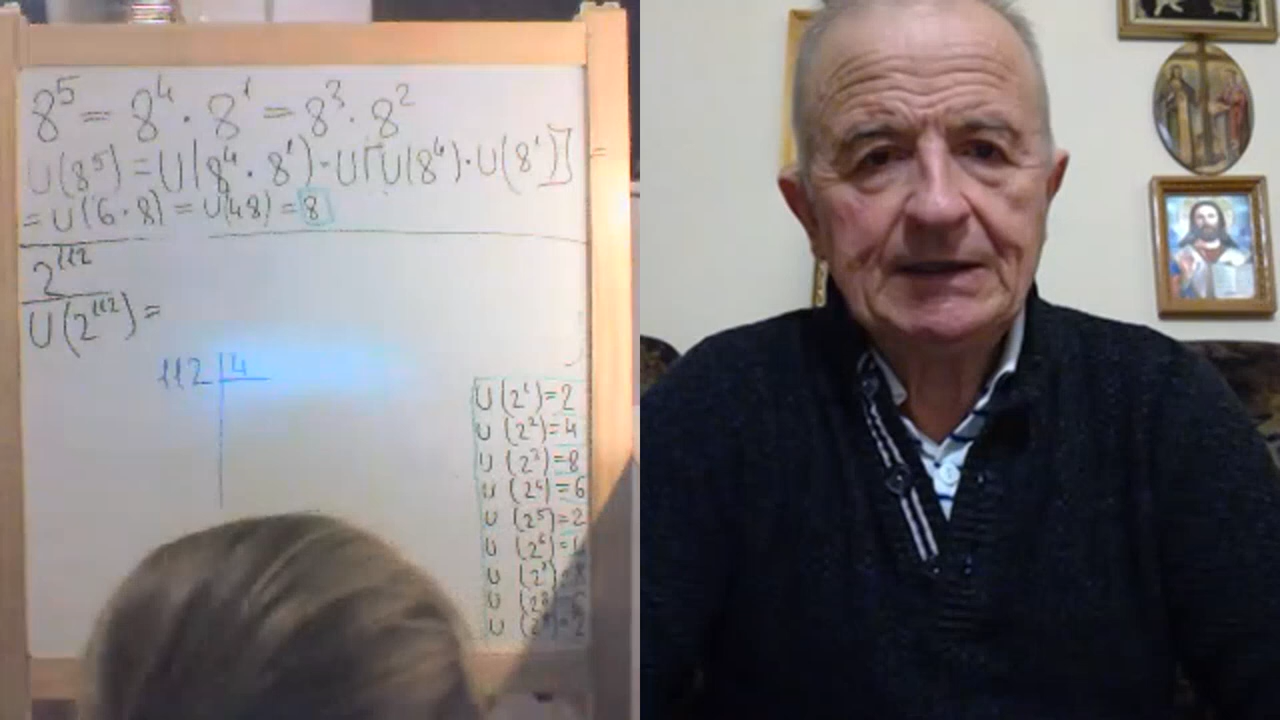 8⁵ = 8⁴ · 8¹ = 8³ · 8²
U(8⁵) = U(8⁴ · 8¹) = U[U(8⁴) · U(8¹)]
= U(6 · 8) = U(48) = 8
2¹¹²
U(2¹¹²) =
112 | 4
U (2¹) = 2
U (2²) = 4
U (2³) = 8
U (2⁴) = 6
U (2⁵) = 2
U (2⁶) =
U (2⁷) = 8
U (2⁸) = 6
U (2⁹) = 2